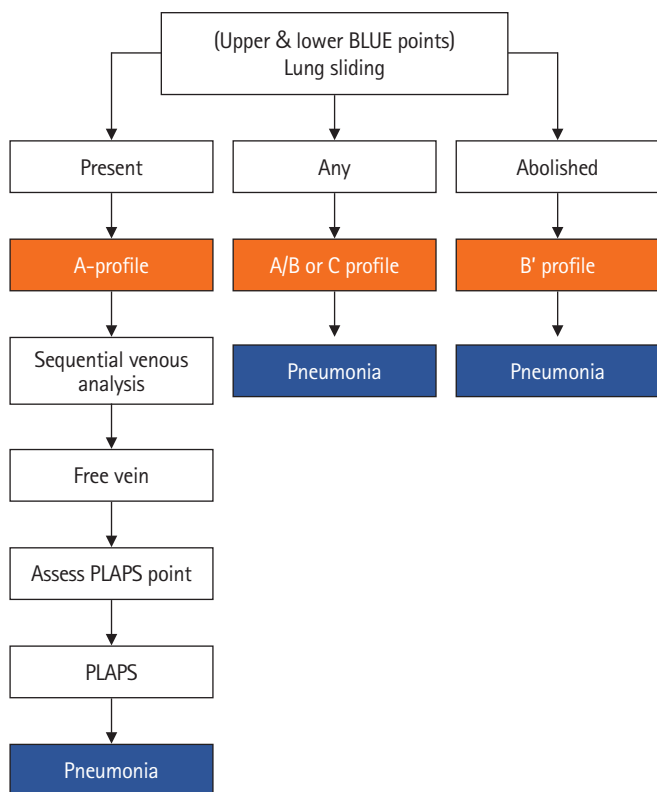 (Upper & lower BLUE points)
Lung sliding
Present
Any
Abolished
A-profile
A/B or C profile
B' profile
Sequential venous
analysis
Pneumonia
Pneumonia
Free vein
Assess PLAPS point
PLAPS
Pneumonia